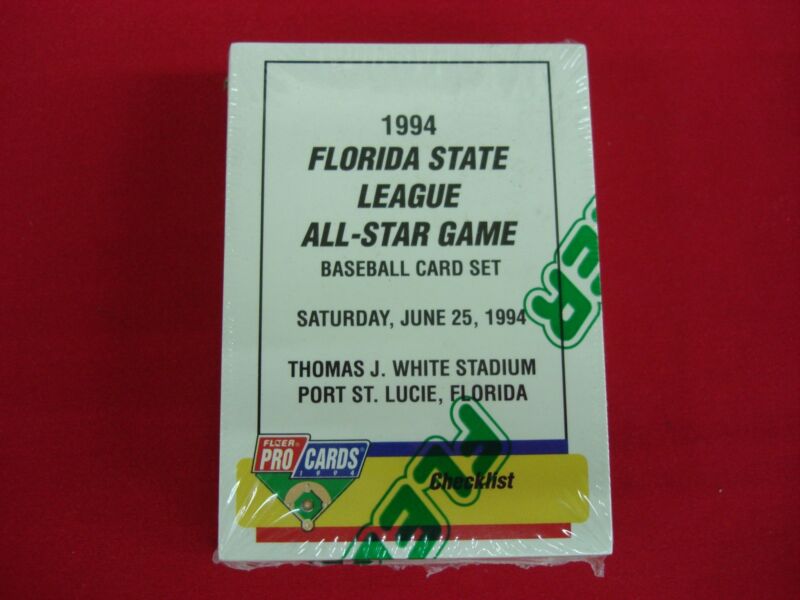 1994
FLORIDA STATE
LEAGUE
ALL-STAR GAME
BASEBALL CARD SET
SATURDAY, JUNE 25, 1994
THOMAS J. WHITE STADIUM
PORT ST. LUCIE, FLORIDA
FLEER
PRO CARDS
1994
Checklist